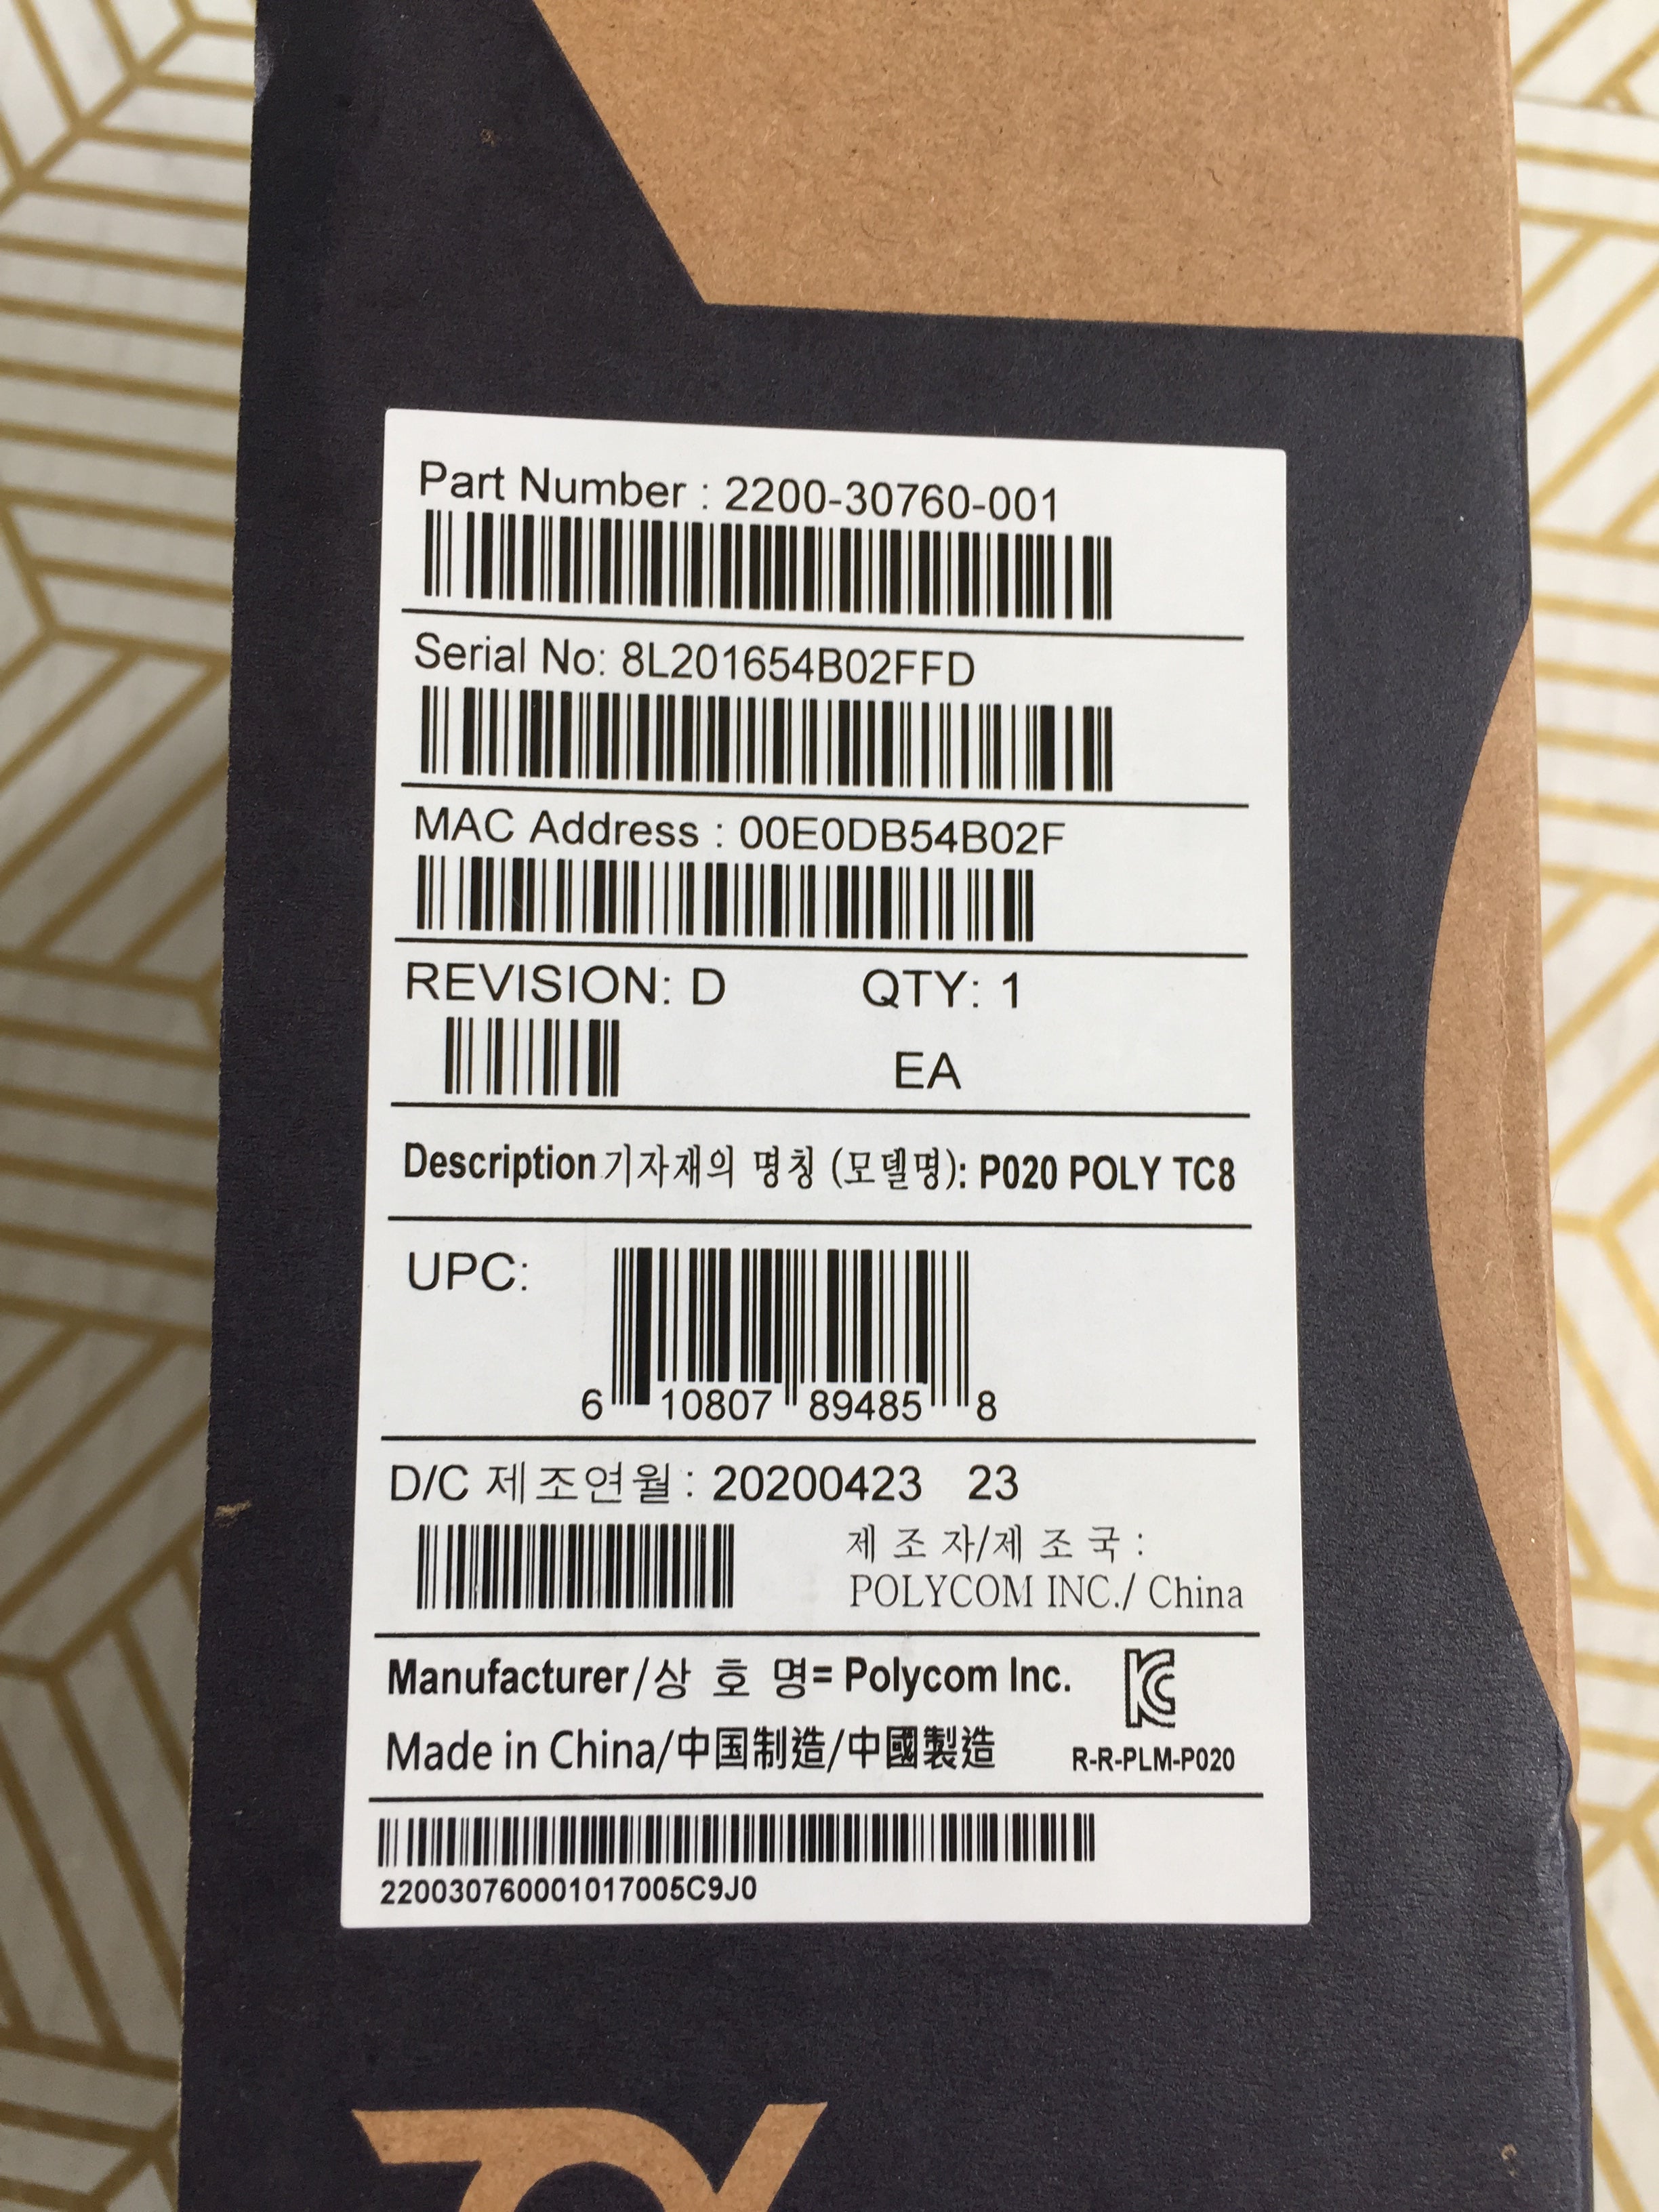 Part Number : 2200-30760-001
Serial No: 8L201654B02FFD
MAC Address : 00E0DB54B02F
REVISION: D QTY: 1
EA
Description기자재의 명칭 (모델명): P020 POLY TC8
UPC:
6 10807 89485 8
D/C 제조연월 : 20200423 23
제 조 자/제 조 국 :
POLYCOM INC./ China
Manufacturer/상 호 명= Polycom Inc.
Made in China/中国制造/中國製造
R-R-PLM-P020
220030760001017005C9J0